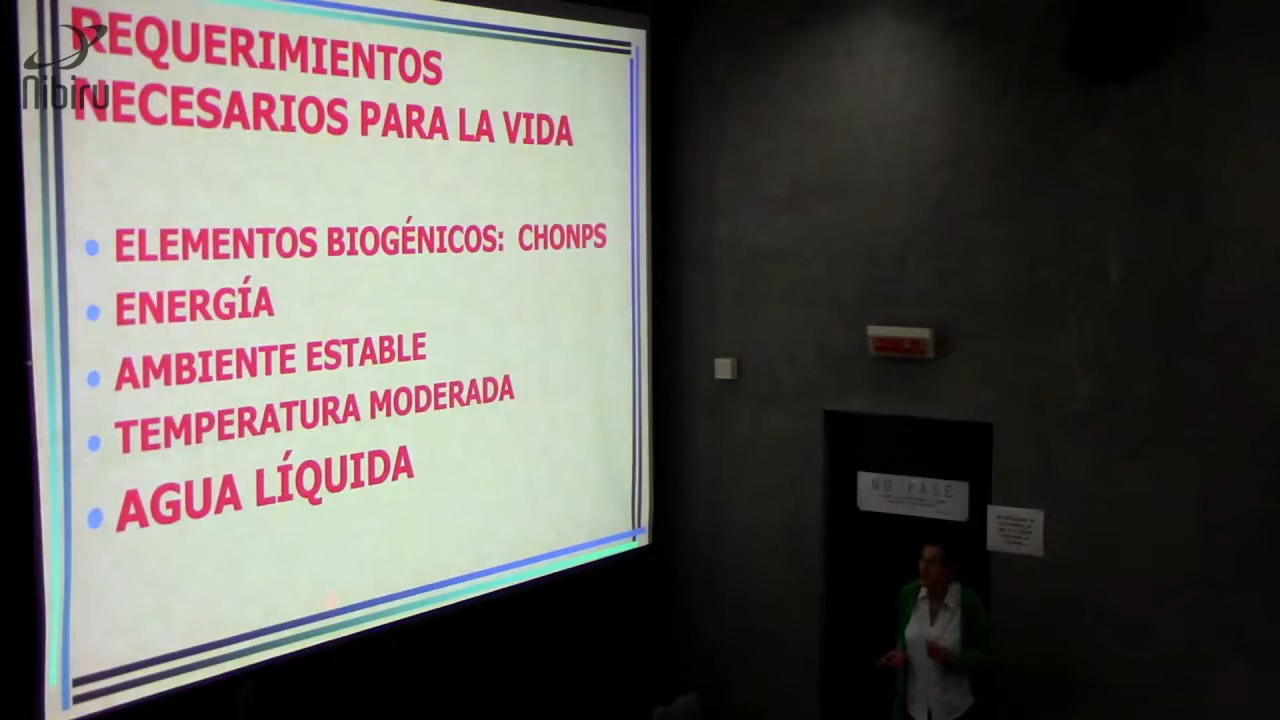 Nibiru
REQUERIMIENTOS
NECESARIOS PARA LA VIDA
• ELEMENTOS BIOGÉNICOS: CHONPS
• ENERGÍA
• AMBIENTE ESTABLE
• TEMPERATURA MODERADA
• AGUA LÍQUIDA
NO PASE